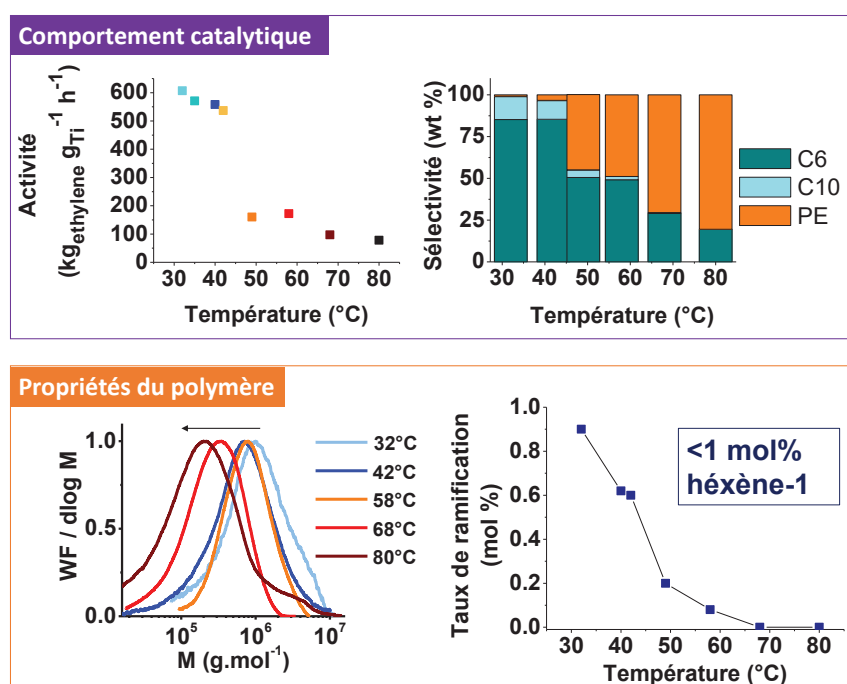 Comportement catalytique
Activité
(kg_ethylene g_Ti^-1 h^-1)
600
500
400
300
200
100
0
30 40 50 60 70 80
Température (°C)
Sélectivité (wt %)
100
75
50
25
0
30 40 50 60 70 80
Température (°C)
C6
C10
PE
Propriétés du polymère
WF / dlog M
1.0
0.5
0.0
10^5 10^6 10^7
M (g.mol^-1)
32°C
42°C
58°C
68°C
80°C
Taux de ramification
(mol %)
1.0
0.8
0.6
0.4
0.2
0.0
30 40 50 60 70 80
Température (°C)
<1 mol%
héxène-1